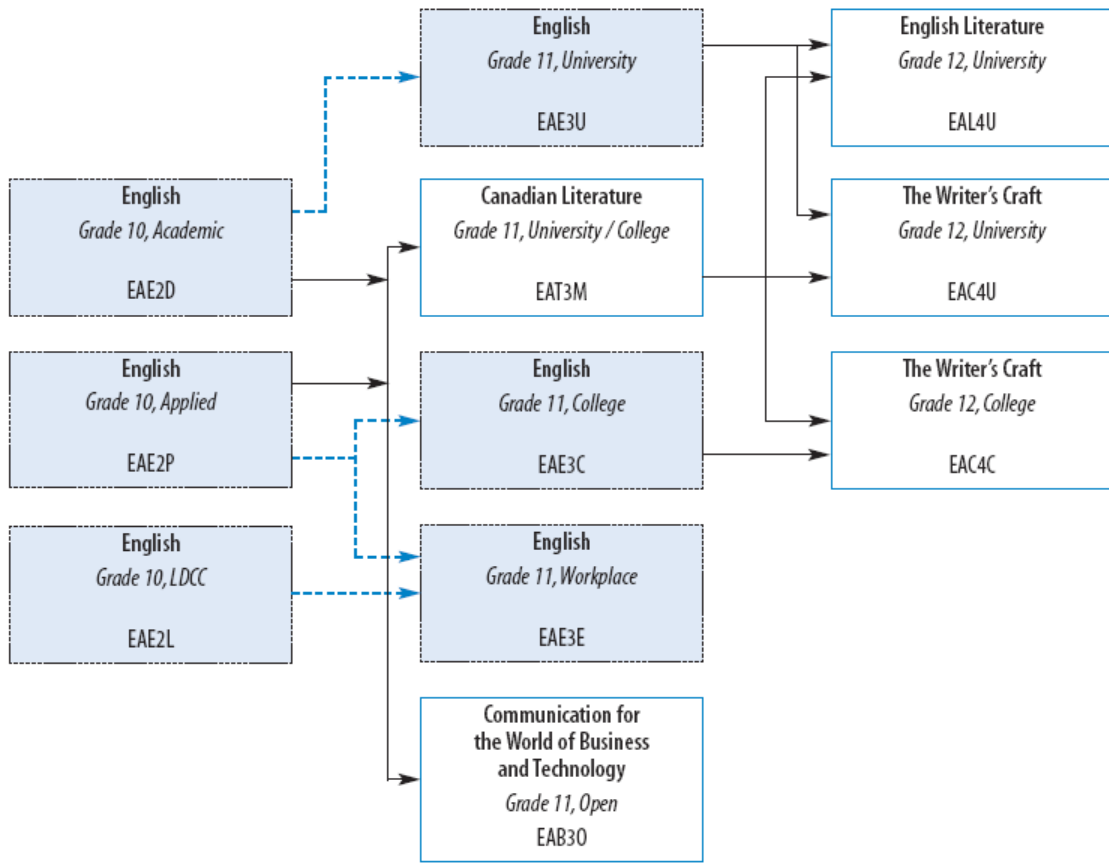 English
Grade 11, University
EAE3U
English Literature
Grade 12, University
EAL4U
English
Grade 10, Academic
EAE2D
Canadian Literature
Grade 11, University / College
EAT3M
The Writer's Craft
Grade 12, University
EAC4U
English
Grade 10, Applied
EAE2P
English
Grade 11, College
EAE3C
The Writer's Craft
Grade 12, College
EAC4C
English
Grade 10, LDCC
EAE2L
English
Grade 11, Workplace
EAE3E
Communication for
the World of Business
and Technology
Grade 11, Open
EAB3O